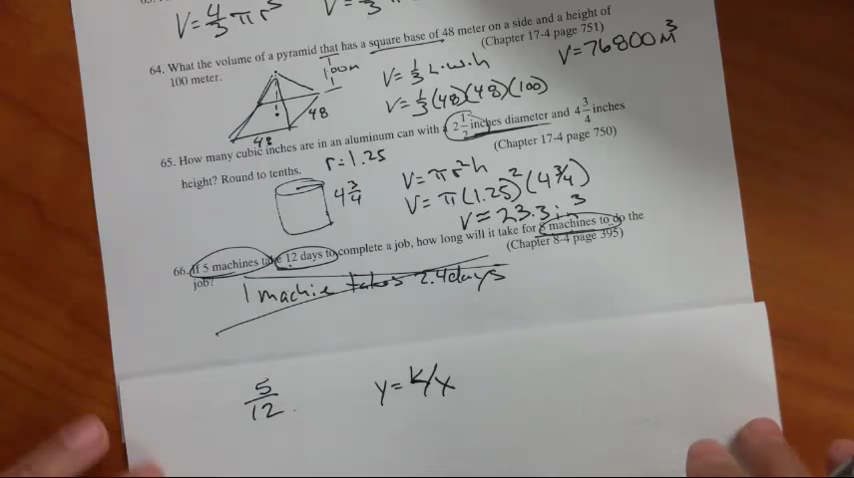 V = 4/3 π r³
64. What the volume of a pyramid that has a square base of 48 meter on a side and a height of
100 meter.
(Chapter 17-4 page 751)
100m
48
48
V = 1/3 l·w·h
V = 1/3 (48)(48)(100)
V = 76800 M³
65. How many cubic inches are in an aluminum can with a 2 1/2 inches diameter and 4 3/4 inches
height? Round to tenths.
(Chapter 17-4 page 750)
r = 1.25
4 3/4
V = π r² h
V = π (1.25)² (4 3/4)
V ≈ 23.3 in³
66. If 5 machines take 12 days to complete a job, how long will it take for 8 machines to do the
job?
(Chapter 8-4 page 395)
1 machie takes 2.4 days
5/12
y = k/x